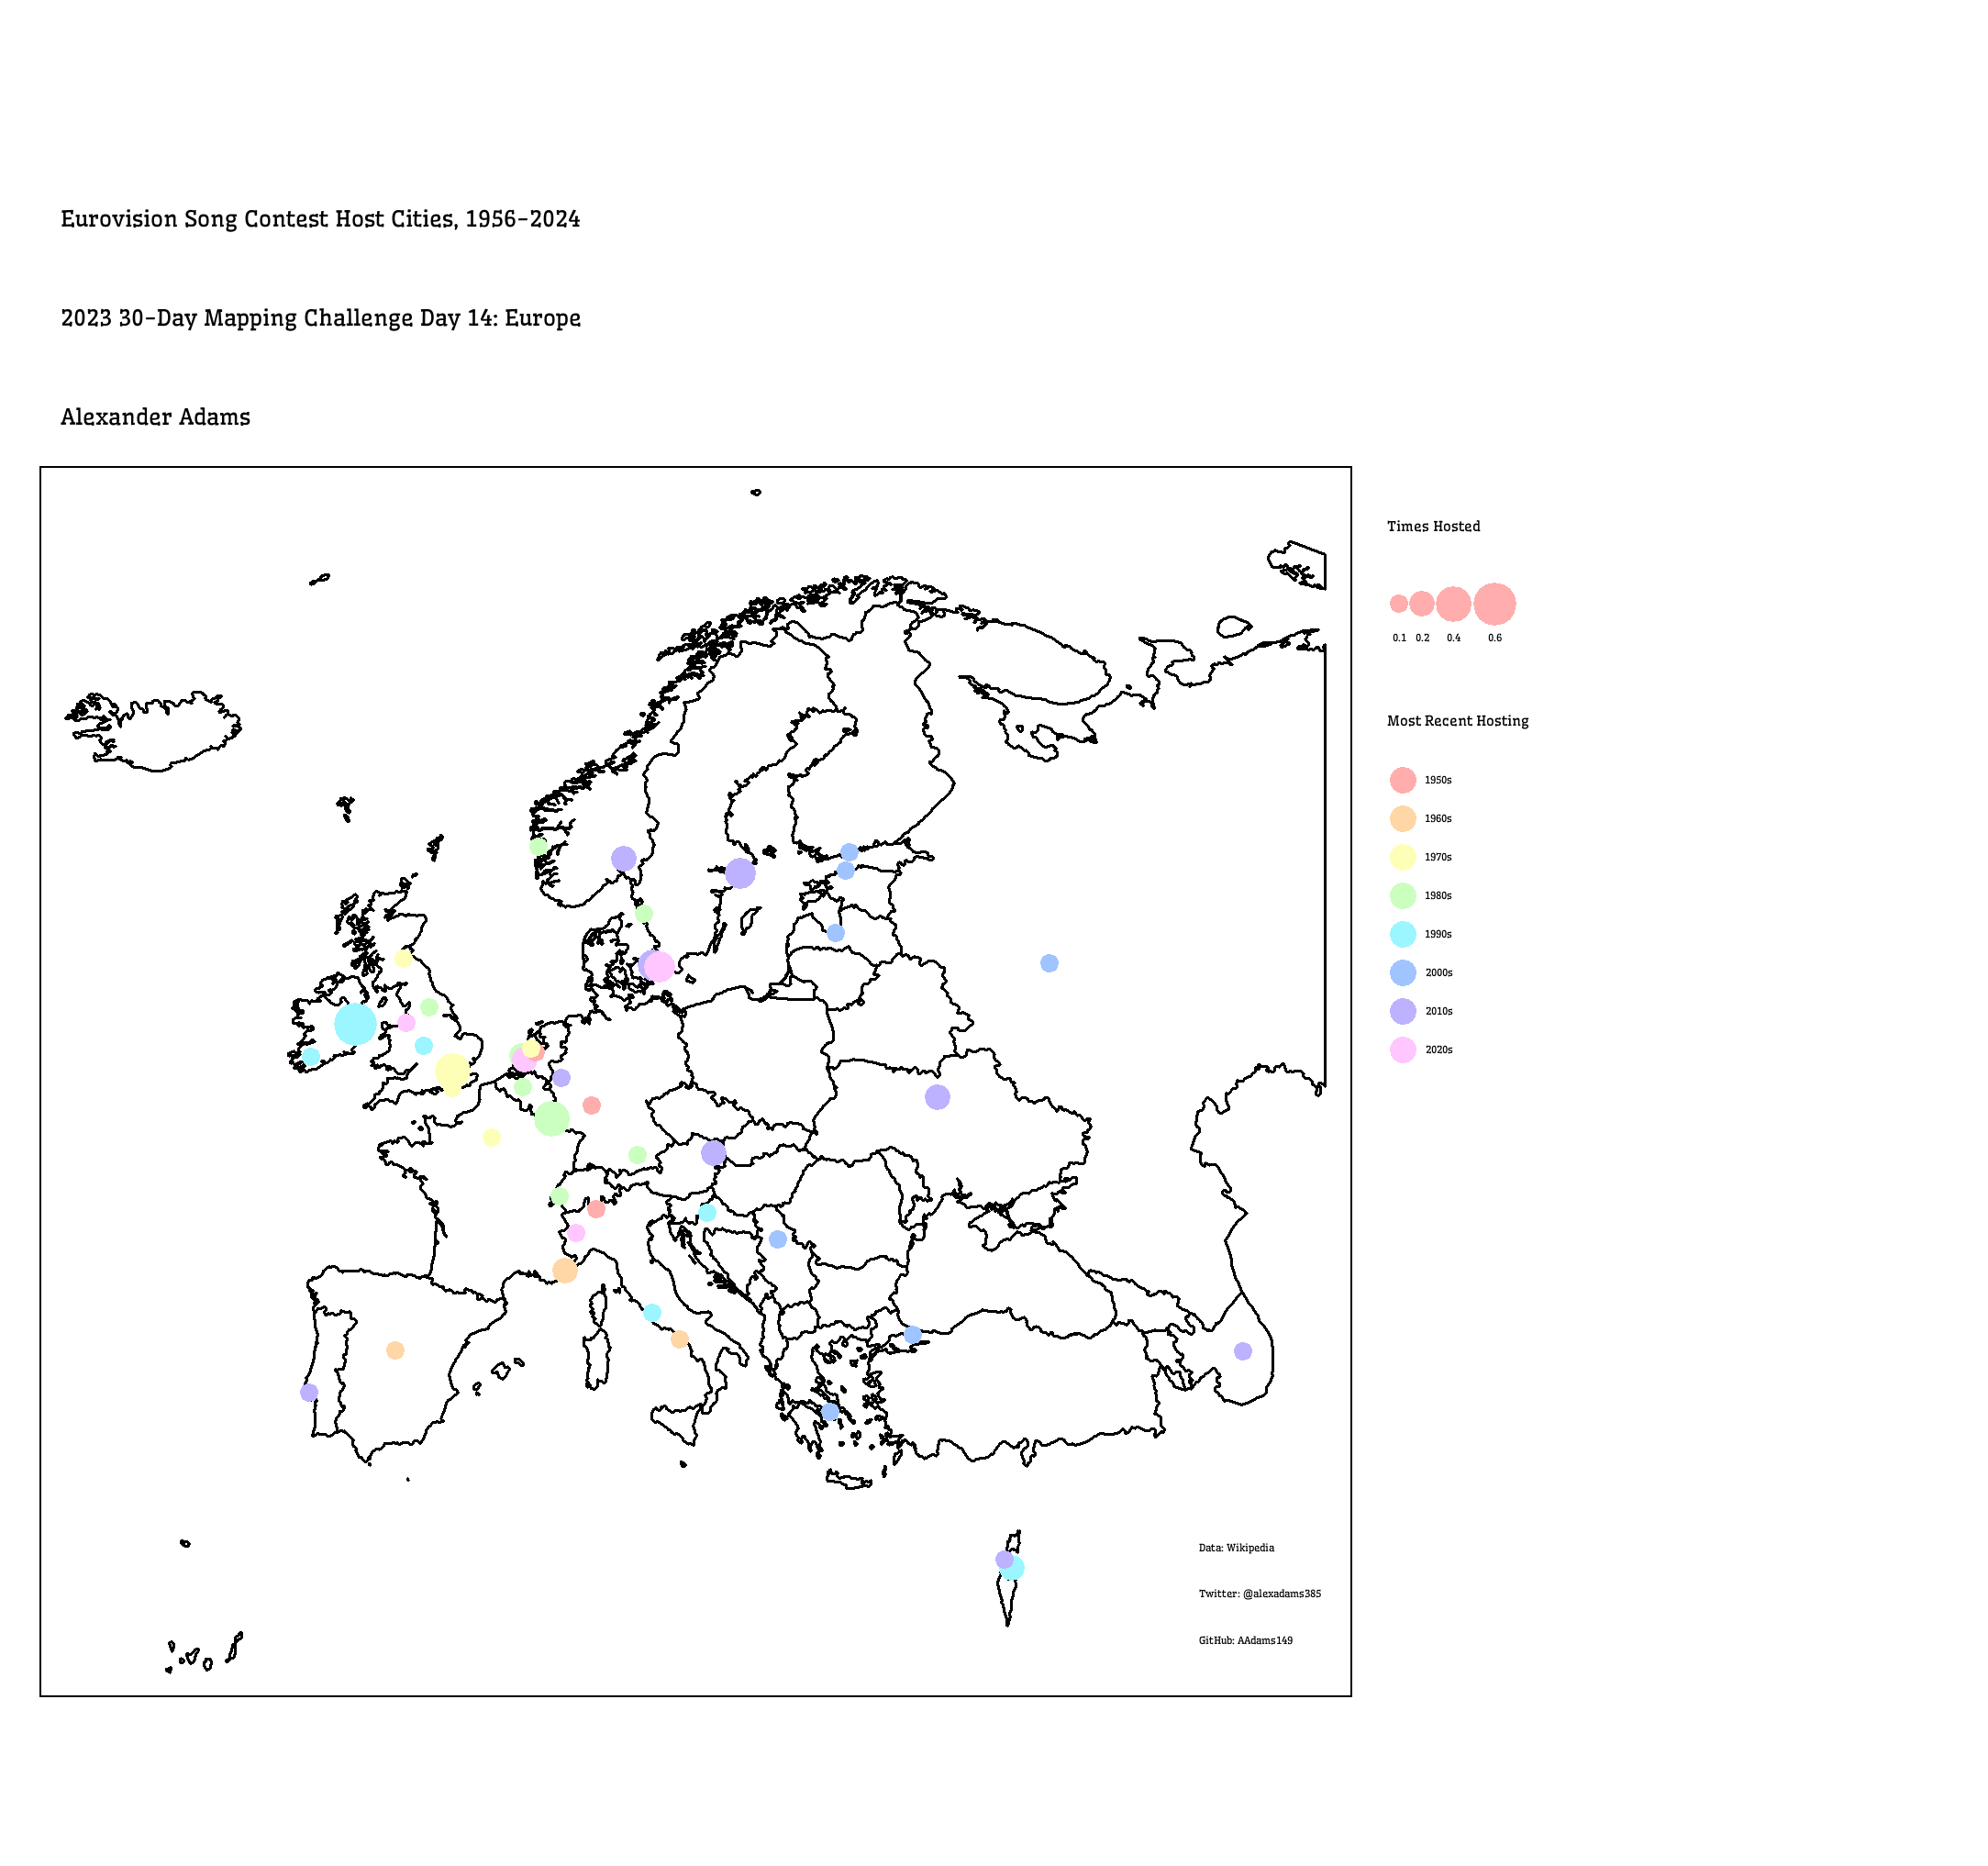 Eurovision Song Contest Host Cities, 1956-2024
2023 30-Day Mapping Challenge Day 14: Europe
Alexander Adams
Times Hosted
0.1 0.2 0.4 0.6
Most Recent Hosting
1950s
1960s
1970s
1980s
1990s
2000s
2010s
2020s
Data: Wikipedia
Twitter: @alexadams385
GitHub: AAdams149